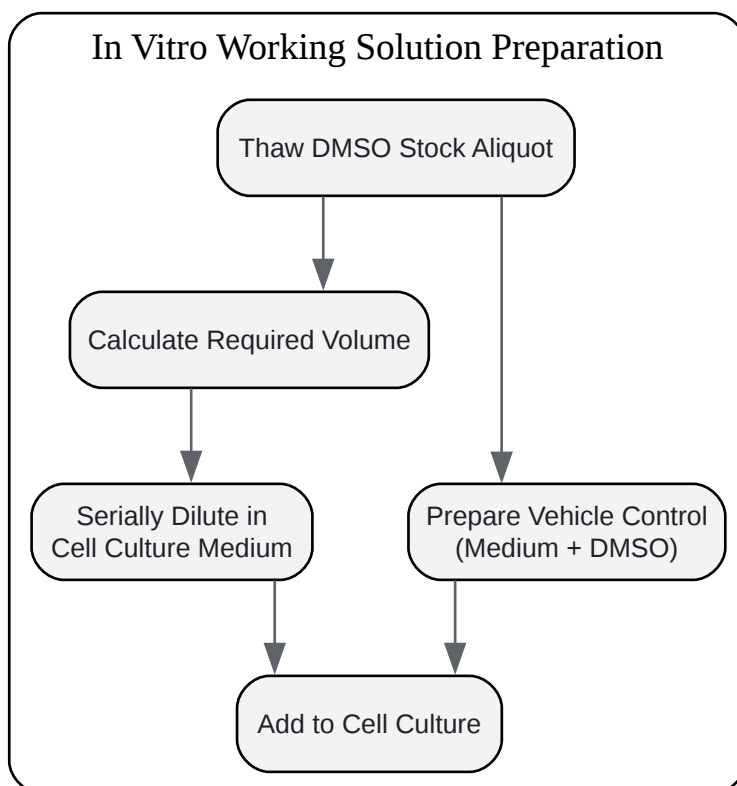 In Vitro Working Solution Preparation
Thaw DMSO Stock Aliquot
Calculate Required Volume
Serially Dilute in
Cell Culture Medium
Prepare Vehicle Control
(Medium + DMSO)
Add to Cell Culture